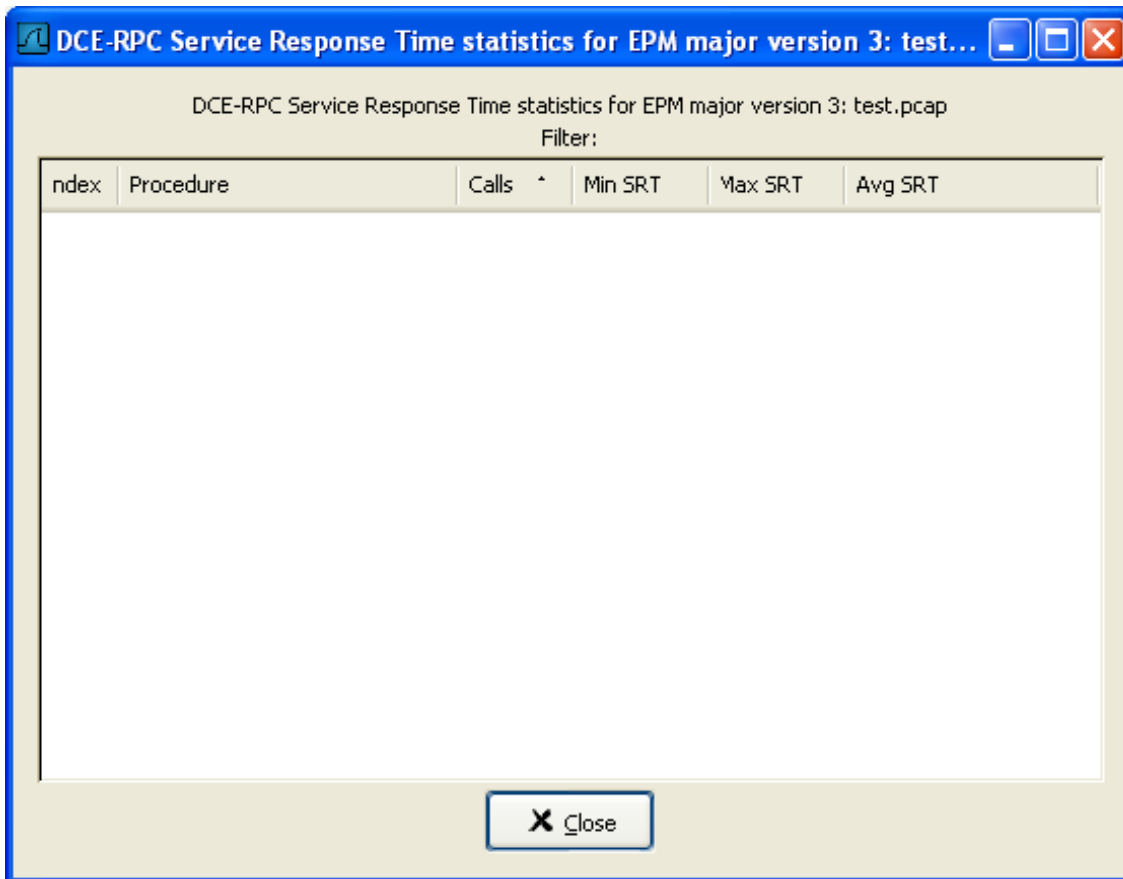 DCE-RPC Service Response Time statistics for EPM major version 3: test...
DCE-RPC Service Response Time statistics for EPM major version 3: test.pcap
Filter:
ndex Procedure Calls Min SRT Max SRT Avg SRT
Close